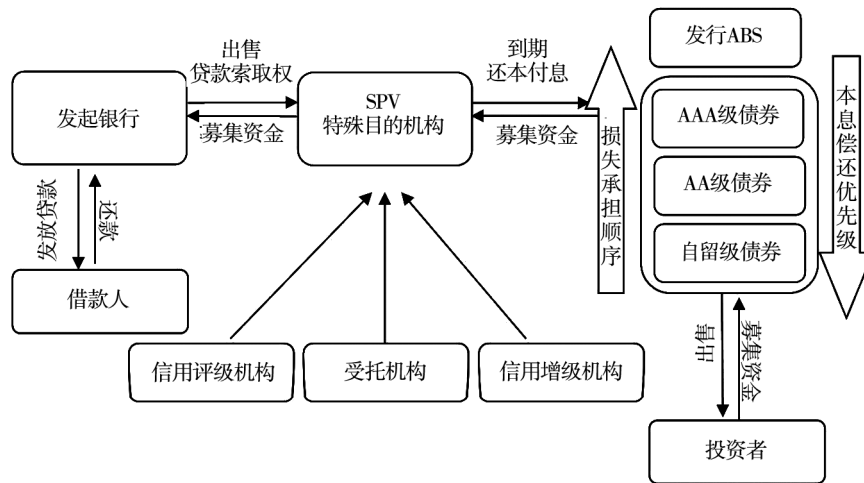 发行ABS
出售
贷款索取权
到期
还本付息
发起银行
SPV
特殊目的机构
募集资金
募集资金
AAA级债券
AA级债券
自留级债券
损失承担顺序
本息偿还优先级
发放贷款
还款
借款人
信用评级机构
受托机构
信用增级机构
出售
募集资金
投资者